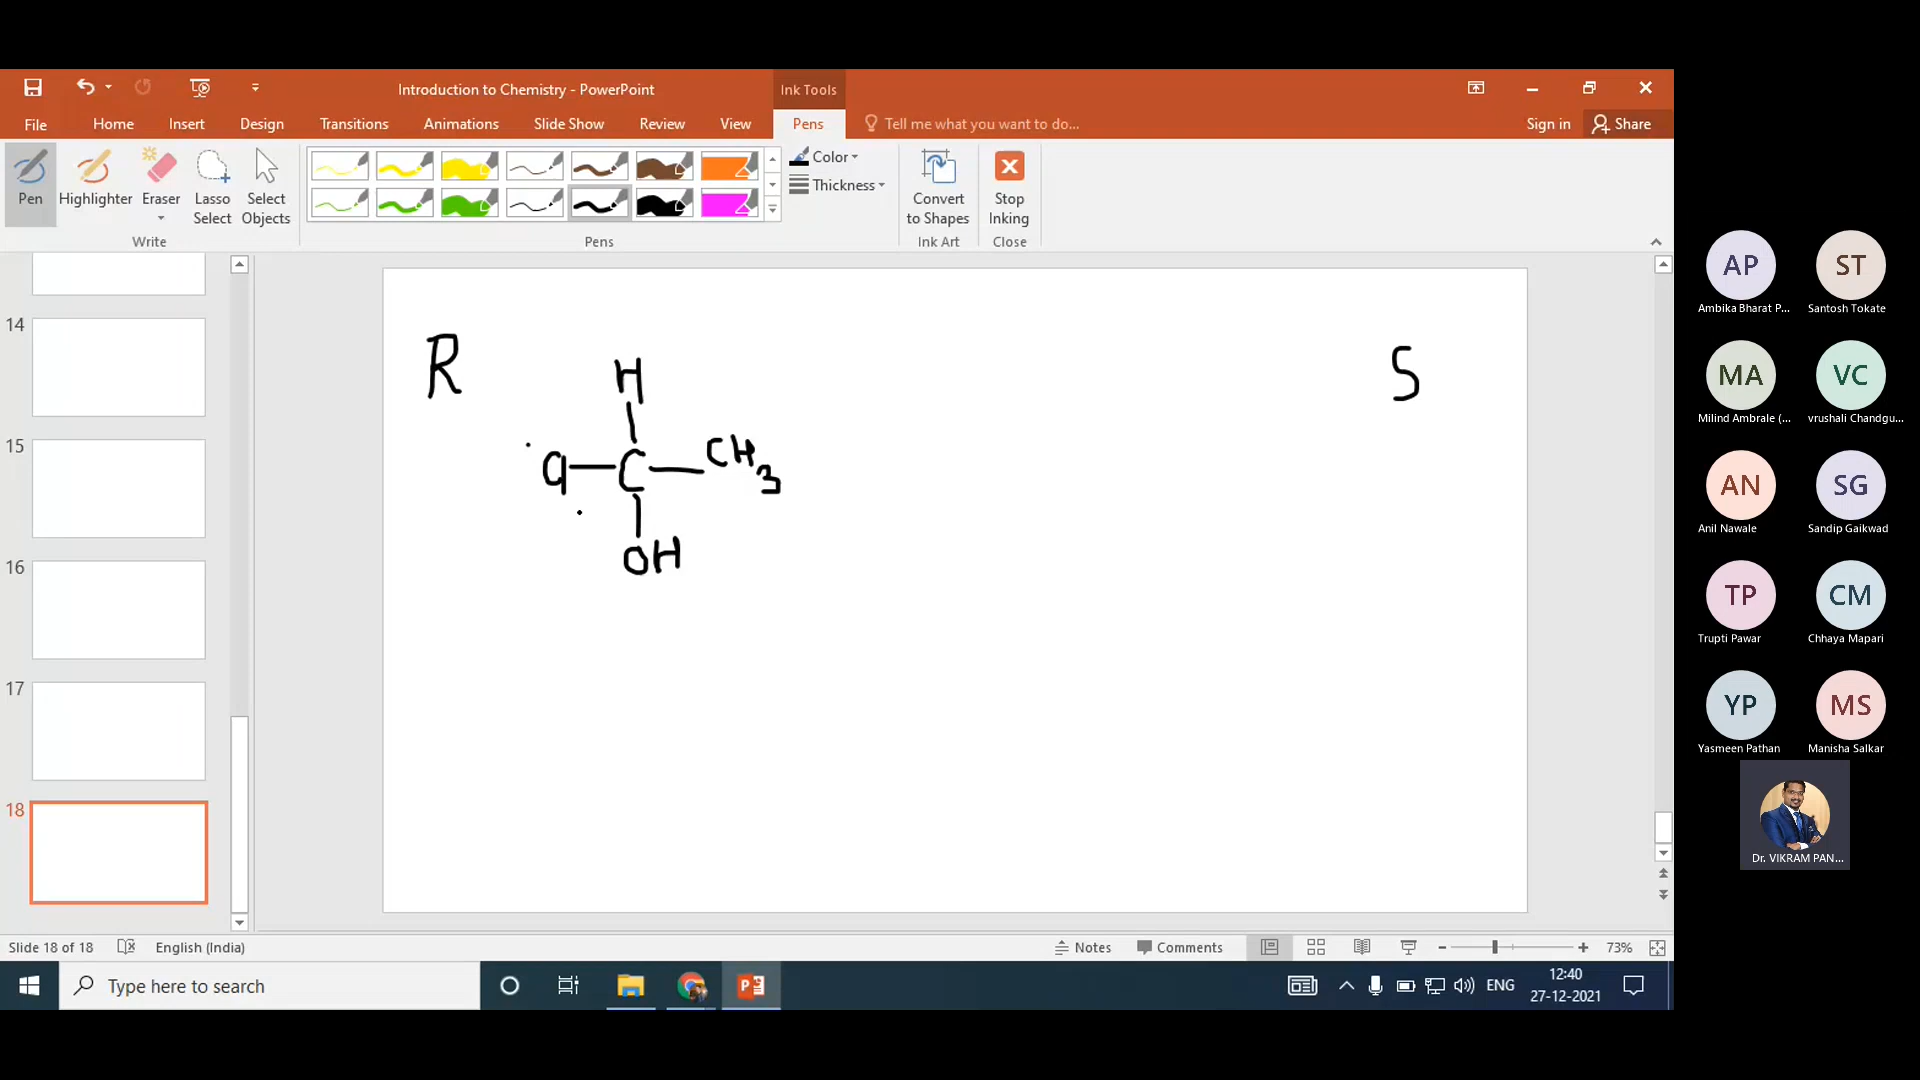 Introduction to Chemistry - PowerPoint
Ink Tools
File Home Insert Design Transitions Animations Slide Show Review View Pens Tell me what you want to do... Sign in Share
Pen Highlighter Eraser Lasso Select Select Objects
Color
Thickness
Convert to Shapes
Stop Inking
Write Pens Ink Art Close
14
15
16
17
18
R
S
H
Cl C CH3
OH
AP ST
Ambika Bharat P... Santosh Tokate
MA VC
Milind Ambrale (... vrushali Chandgu...
AN SG
Anil Nawale Sandip Gaikwad
TP CM
Trupti Pawar Chhaya Mapari
YP MS
Yasmeen Pathan Manisha Salkar
Dr. VIKRAM PAN...
Slide 18 of 18 English (India) Notes Comments 73%
Type here to search
ENG
12:40
27-12-2021